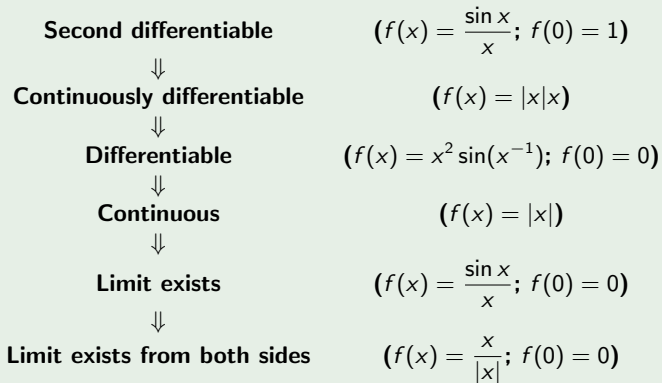 Second differentiable (f(x) = sin x / x; f(0) = 1)
⇓
Continuously differentiable (f(x) = |x|x)
⇓
Differentiable (f(x) = x² sin(x⁻¹); f(0) = 0)
⇓
Continuous (f(x) = |x|)
⇓
Limit exists (f(x) = sin x / x; f(0) = 0)
⇓
Limit exists from both sides (f(x) = x / |x|; f(0) = 0)